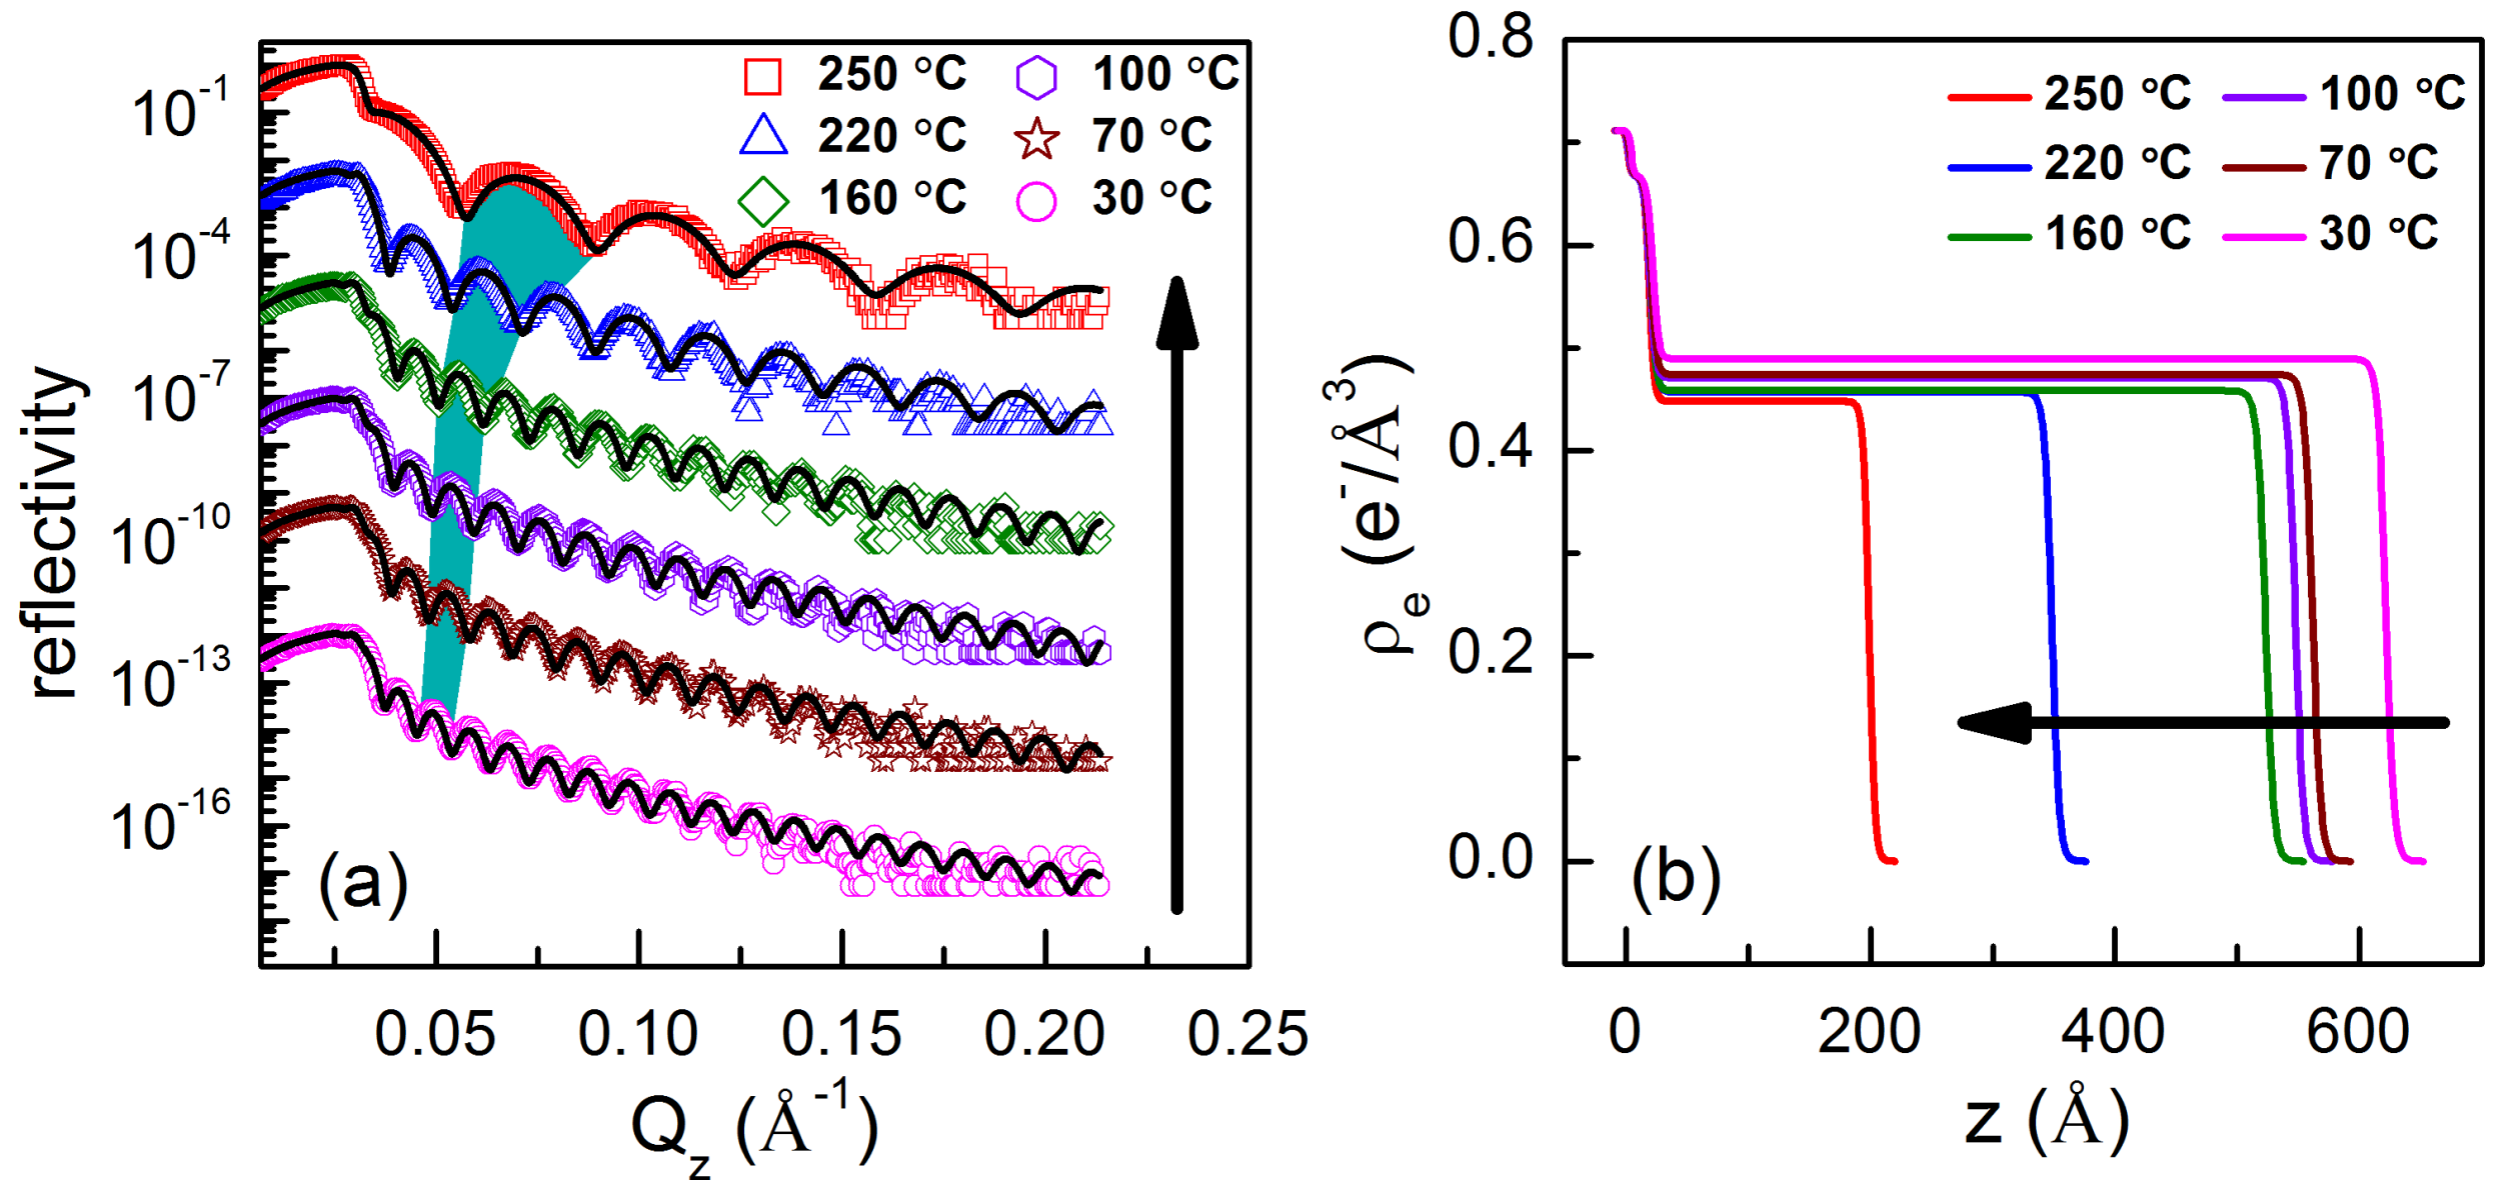 reflectivity
10⁻¹
10⁻⁴
10⁻⁷
10⁻¹⁰
10⁻¹³
10⁻¹⁶
250 °C
220 °C
160 °C
100 °C
70 °C
30 °C
(a)
0.05 0.10 0.15 0.20 0.25
Q_z (Å⁻¹)
ρ_e (e⁻/Å³)
0.8
0.6
0.4
0.2
0.0
250 °C
220 °C
160 °C
100 °C
70 °C
30 °C
(b)
0 200 400 600
z (Å)